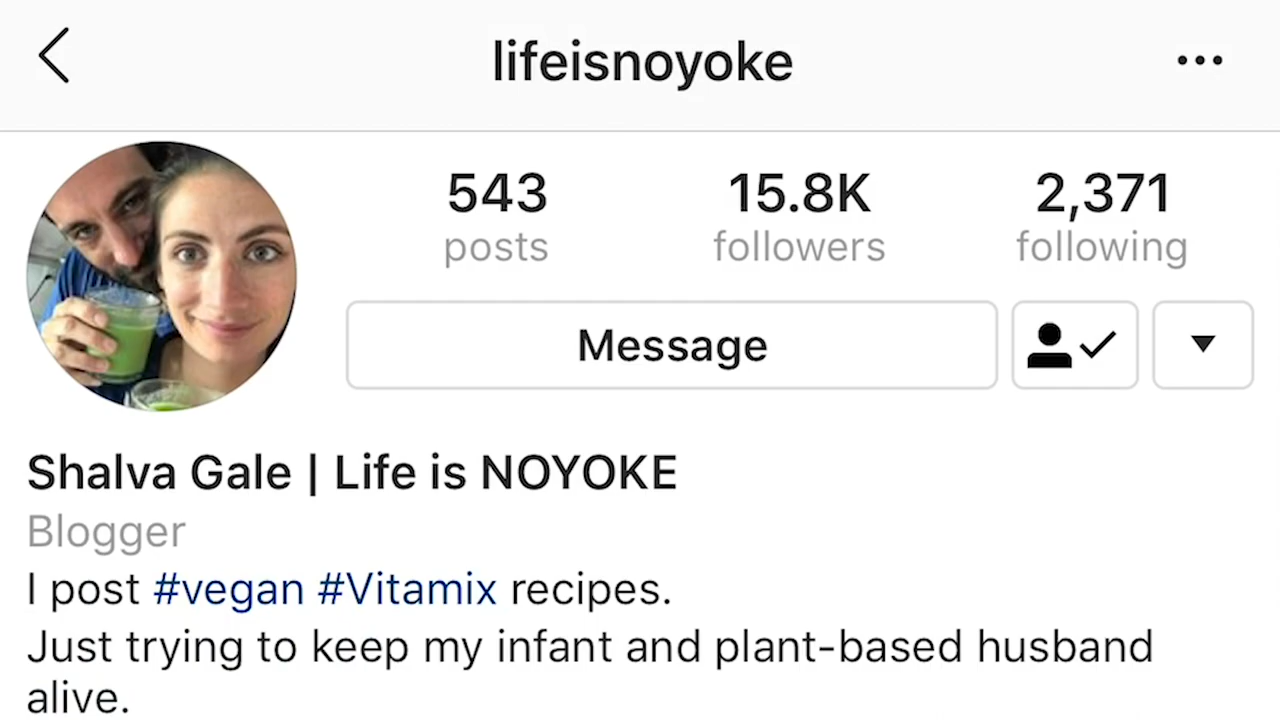 lifeisnoyoke
543 15.8K 2,371
posts followers following
Message
Shalva Gale | Life is NOYOKE
Blogger
I post #vegan #Vitamix recipes.
Just trying to keep my infant and plant-based husband
alive.